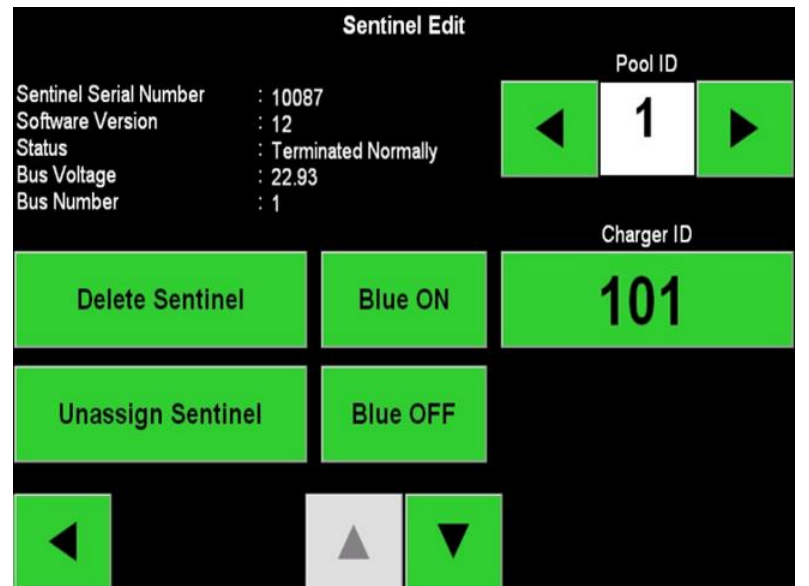 Sentinel Edit
Pool ID
Sentinel Serial Number : 10087
Software Version : 12
Status : Terminated Normally
Bus Voltage : 22.93
Bus Number : 1
1
Charger ID
Delete Sentinel
Blue ON
101
Unassign Sentinel
Blue OFF